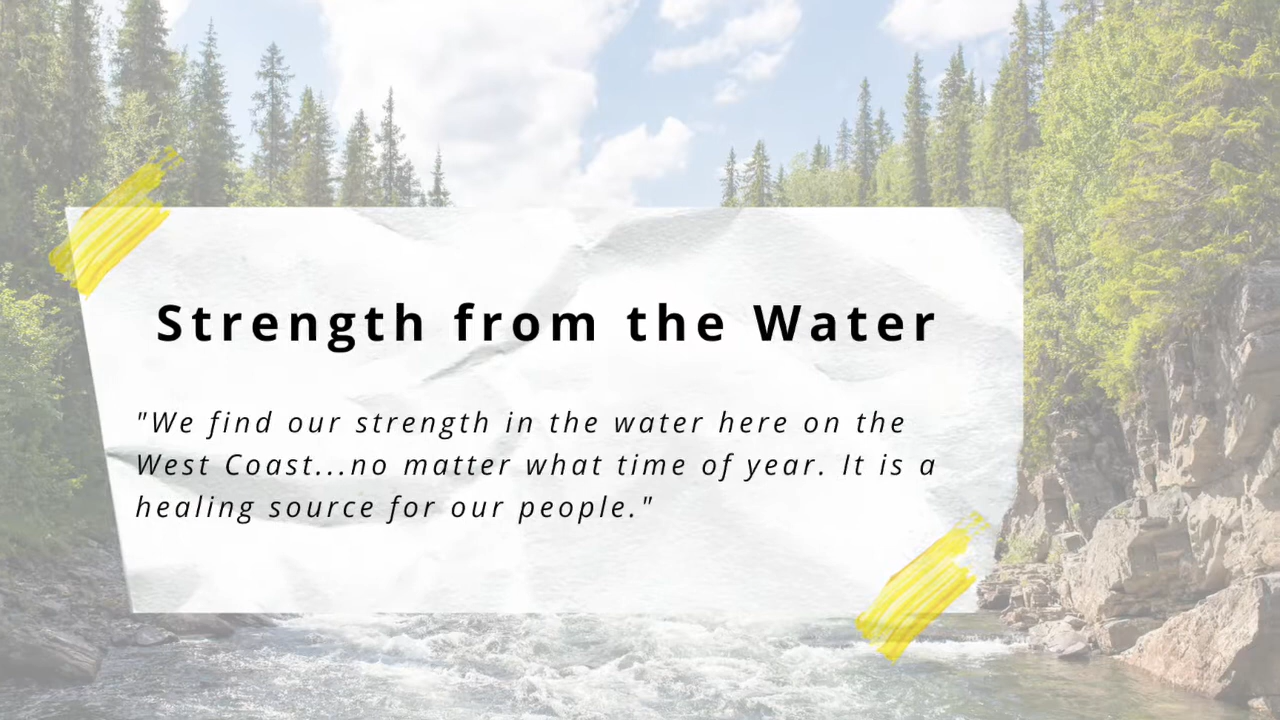 Strength from the Water
"We find our strength in the water here on the
West Coast...no matter what time of year. It is a
healing source for our people."